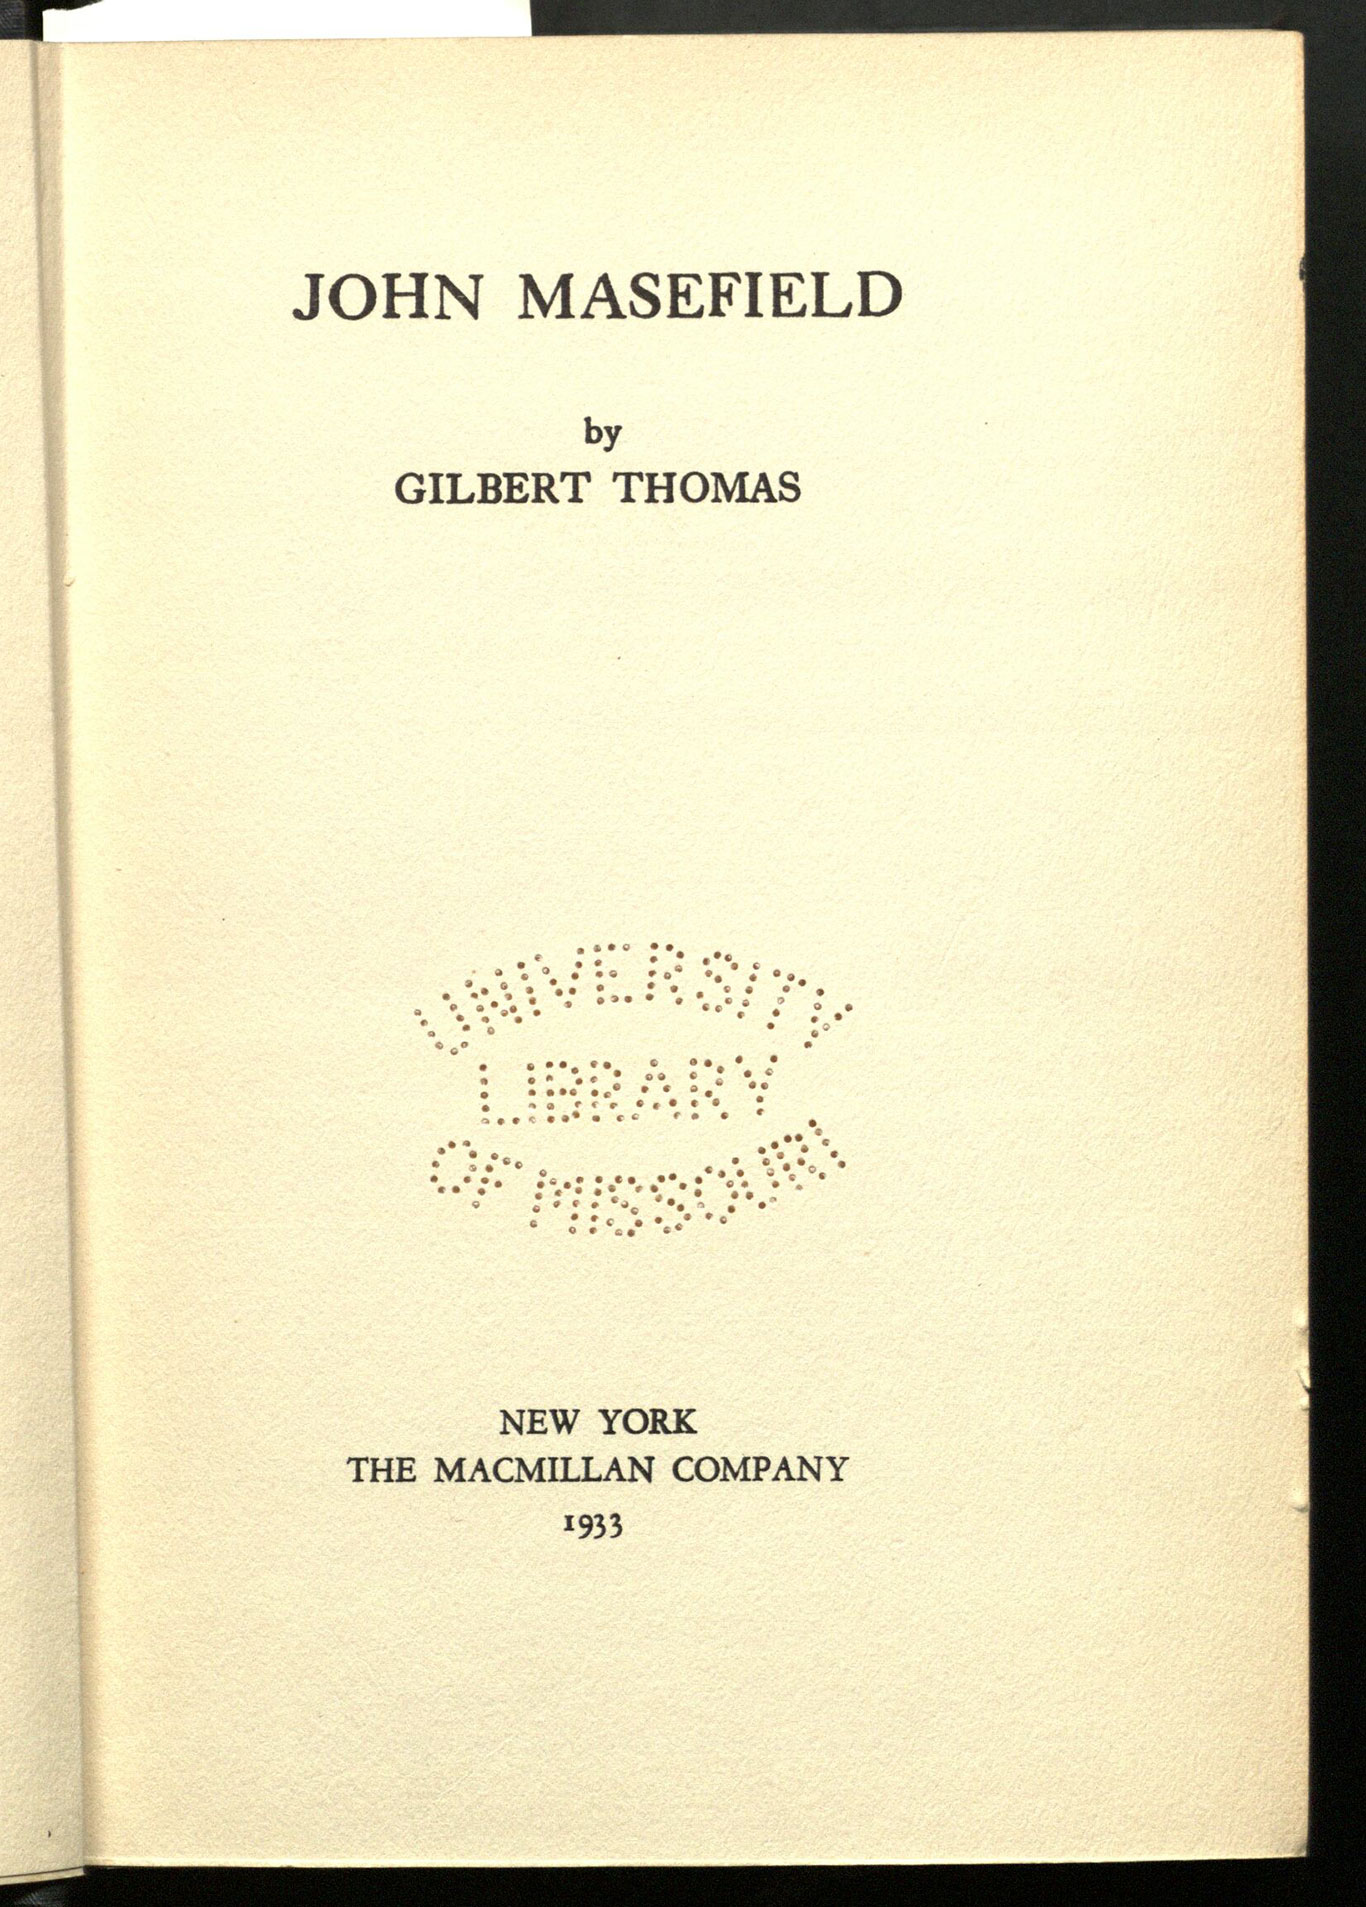 JOHN MASEFIELD
by
GILBERT THOMAS
UNIVERSITY
LIBRARY
OF MISSOURI
NEW YORK
THE MACMILLAN COMPANY
1933